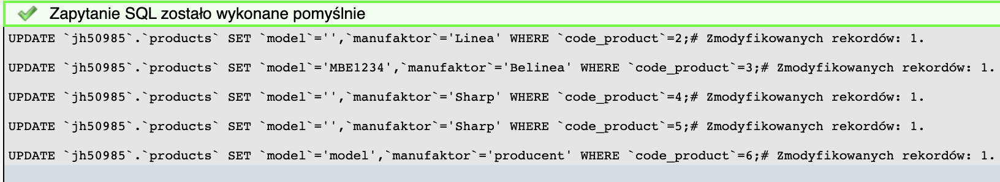 Zapytanie SQL zostało wykonane pomyślnie
UPDATE `jh50985`.`products` SET `model`='',`manufaktor`='Linea' WHERE `code_product`=2;# Zmodyfikowanych rekordów: 1.
UPDATE `jh50985`.`products` SET `model`='MBE1234',`manufaktor`='Belinea' WHERE `code_product`=3;# Zmodyfikowanych rekordów: 1.
UPDATE `jh50985`.`products` SET `model`='',`manufaktor`='Sharp' WHERE `code_product`=4;# Zmodyfikowanych rekordów: 1.
UPDATE `jh50985`.`products` SET `model`='',`manufaktor`='Sharp' WHERE `code_product`=5;# Zmodyfikowanych rekordów: 1.
UPDATE `jh50985`.`products` SET `model`='model',`manufaktor`='producent' WHERE `code_product`=6;# Zmodyfikowanych rekordów: 1.